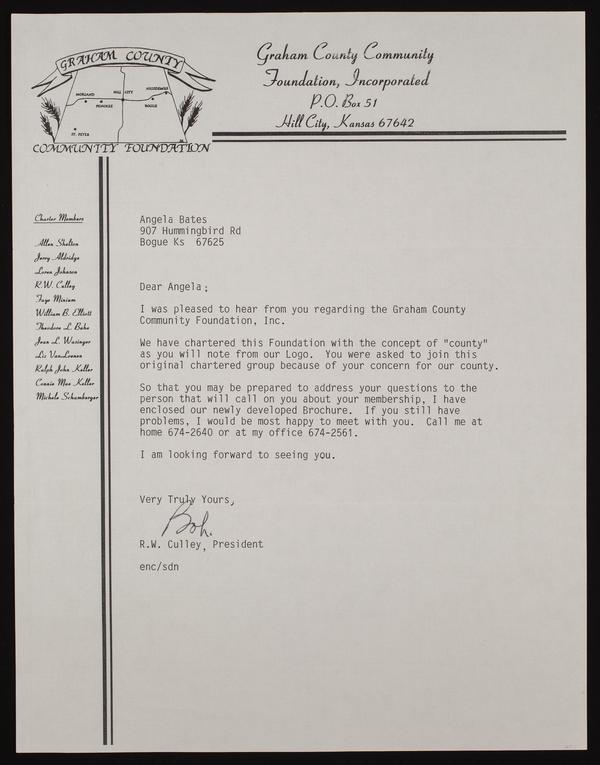 GRAHAM COUNTY
MORLAND
HILL CITY
PENOKEE
BOGUE
ST. PETER
COMMUNITY FOUNDATION
Graham County Community
Foundation, Incorporated
P.O. Box 51
Hill City, Kansas 67642
Charter Members
Allen Shelton
Jerry Aldridge
Loren Johnson
R.W. Culley
Faye Minium
William B. Elliott
Theodore L. Bahr
Jean L. Wasinger
Liz Van Loenen
Ralph John Keller
Connie Mae Keller
Michele Schamberger
Angela Bates
907 Hummingbird Rd
Bogue Ks 67625
Dear Angela:
I was pleased to hear from you regarding the Graham County
Community Foundation, Inc.
We have chartered this Foundation with the concept of "county"
as you will note from our Logo. You were asked to join this
original chartered group because of your concern for our county.
So that you may be prepared to address your questions to the
person that will call on you about your membership, I have
enclosed our newly developed Brochure. If you still have
problems, I would be most happy to meet with you. Call me at
home 674-2640 or at my office 674-2561.
I am looking forward to seeing you.
Very Truly Yours,
Bob.
R.W. Culley, President
enc/sdn